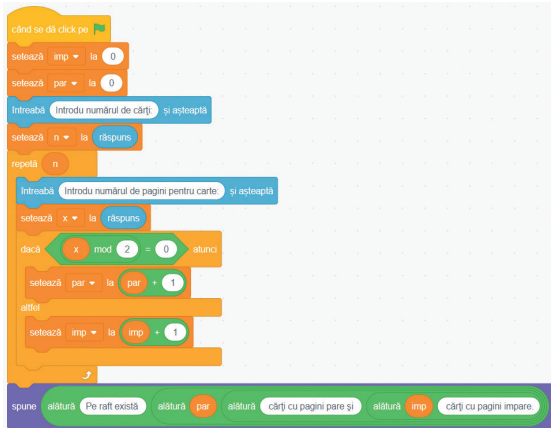 când se dă click pe
setează imp la 0
setează par la 0
întreabă Introdu numărul de cărți: și așteaptă
setează n la răspuns
repetă n
întreabă Introdu numărul de pagini pentru carte: și așteaptă
setează x la răspuns
dacă x mod 2 = 0 atunci
setează par la par + 1
altfel
setează imp la imp + 1
spune alătură Pe raft există alătură par alătură cărți cu pagini pare și alătură imp cărți cu pagini impare.